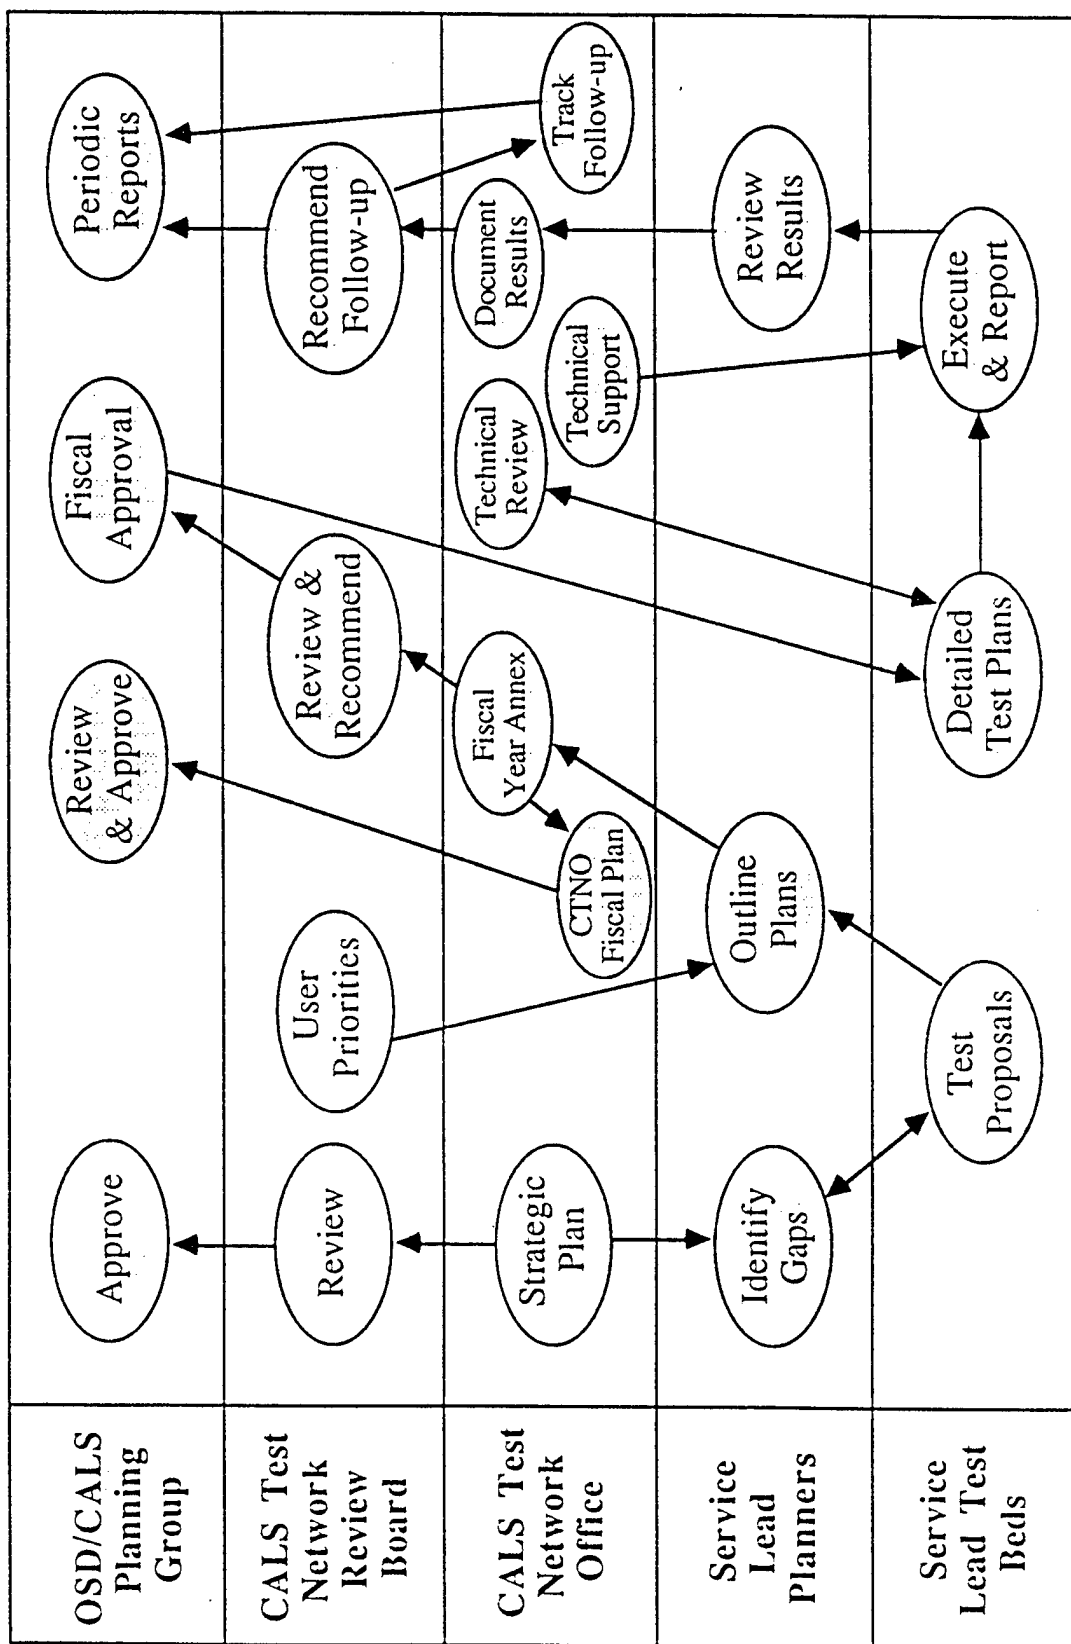 OSD/CALS
Planning
Group
Approve
Review
& Approve
Fiscal
Approval
Periodic
Reports
CALS Test
Network
Review
Board
Review
User
Priorities
Review &
Recommend
Recommend
Follow-up
CALS Test
Network
Office
Strategic
Plan
CTNO
Fiscal Plan
Fiscal
Year Annex
Technical
Review
Technical
Support
Document
Results
Track
Follow-up
Service
Lead
Planners
Identify
Gaps
Outline
Plans
Review
Results
Service
Lead Test
Beds
Test
Proposals
Detailed
Test Plans
Execute
& Report